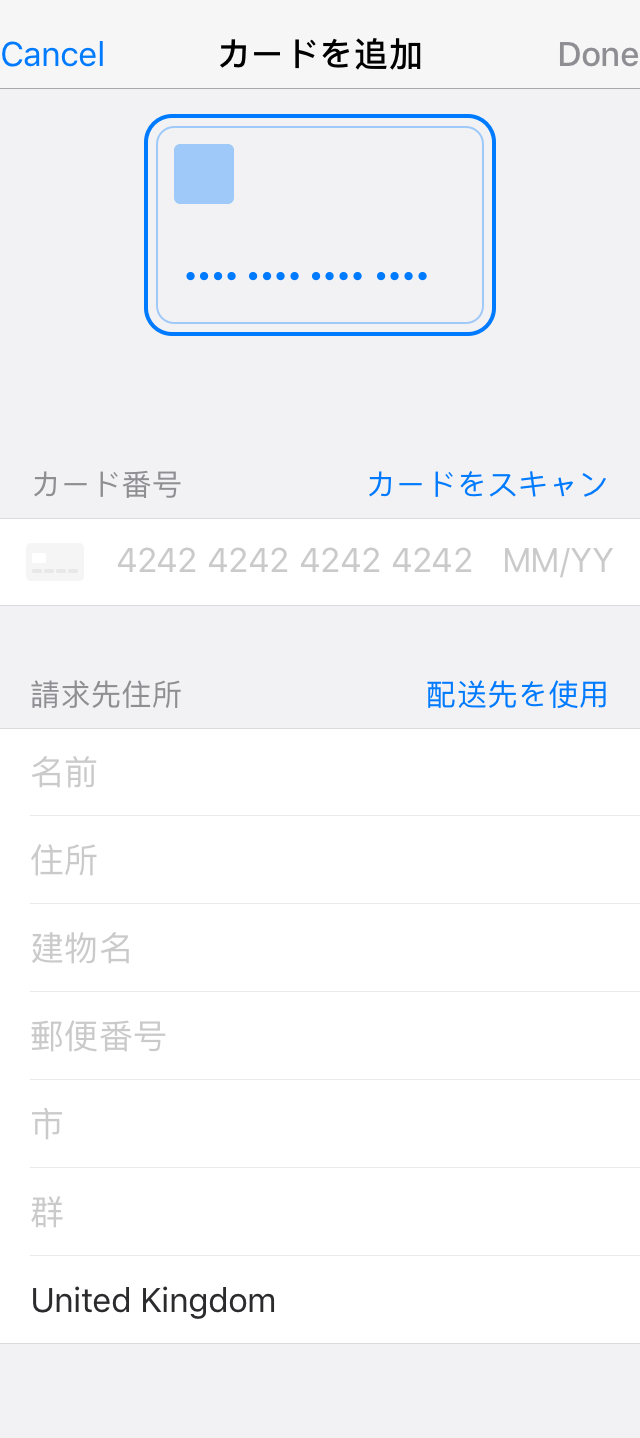 Cancel カードを追加 Done
•••• •••• •••• ••••
カード番号 カードをスキャン
4242 4242 4242 4242 MM/YY
請求先住所 配送先を使用
名前
住所
建物名
郵便番号
市
群
United Kingdom